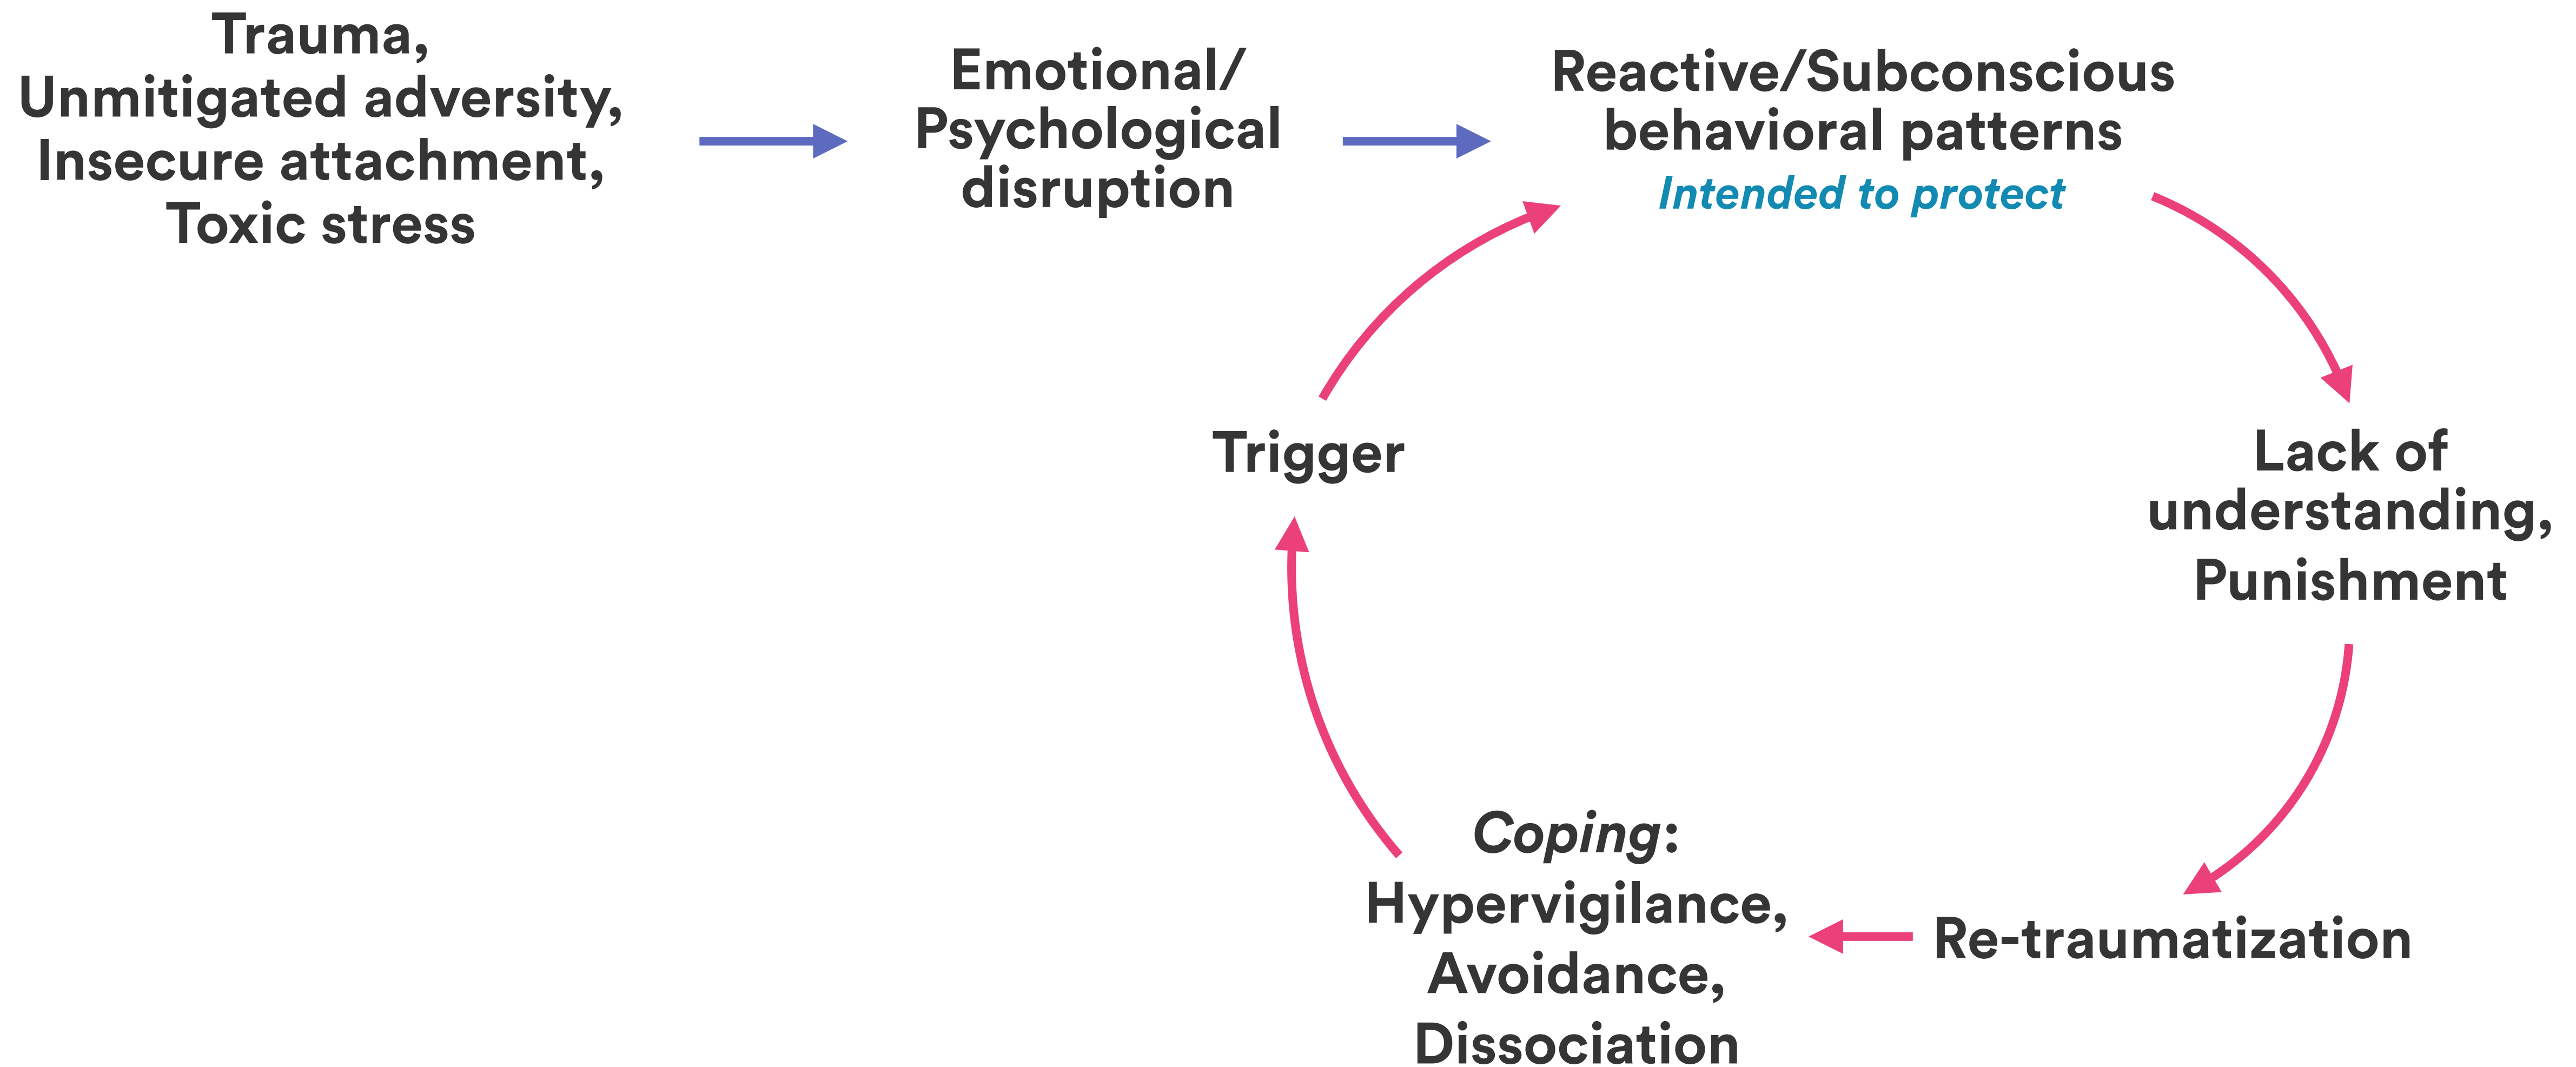 Trauma,
Unmitigated adversity,
Insecure attachment,
Toxic stress
Emotional/
Psychological
disruption
Reactive/Subconscious
behavioral patterns
Intended to protect
Lack of
understanding,
Punishment
Re-traumatization
Coping:
Hypervigilance,
Avoidance,
Dissociation
Trigger